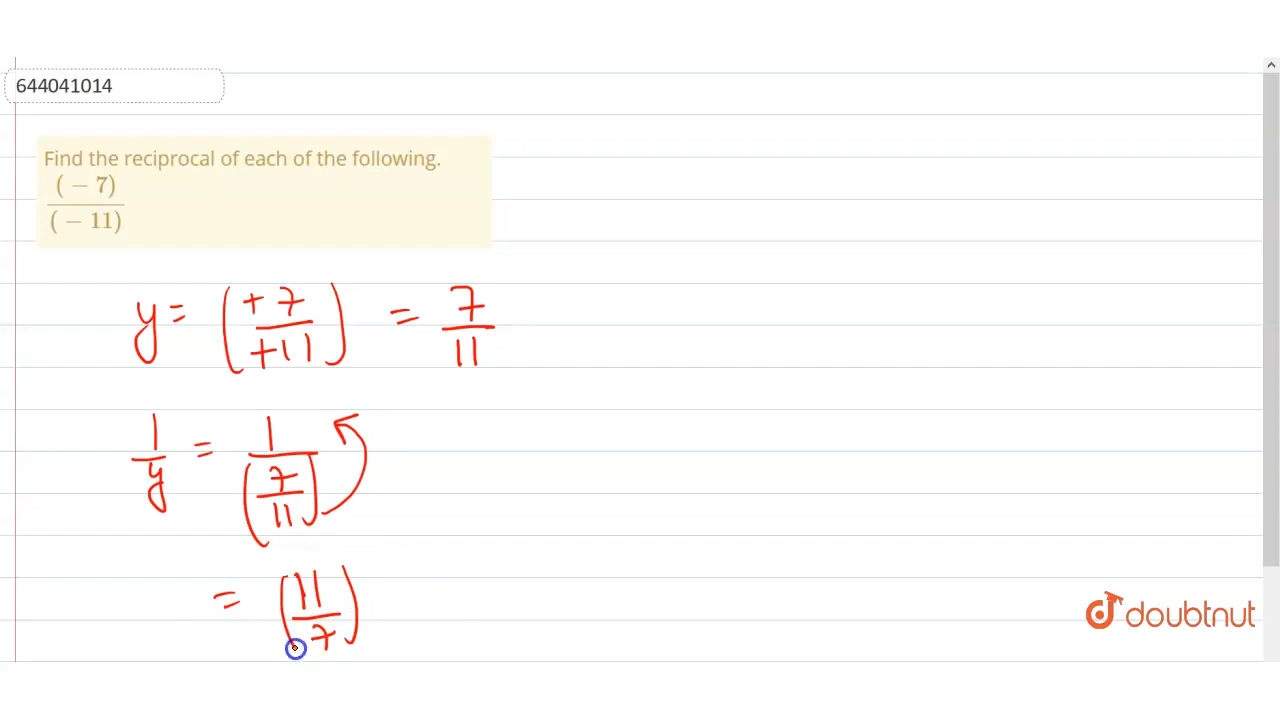 644041014
Find the reciprocal of each of the following.
(−7)
(−11)
y = (+7/+11) = 7/11
1/y = 1/(7/11)
= (11/7)
doubtnut